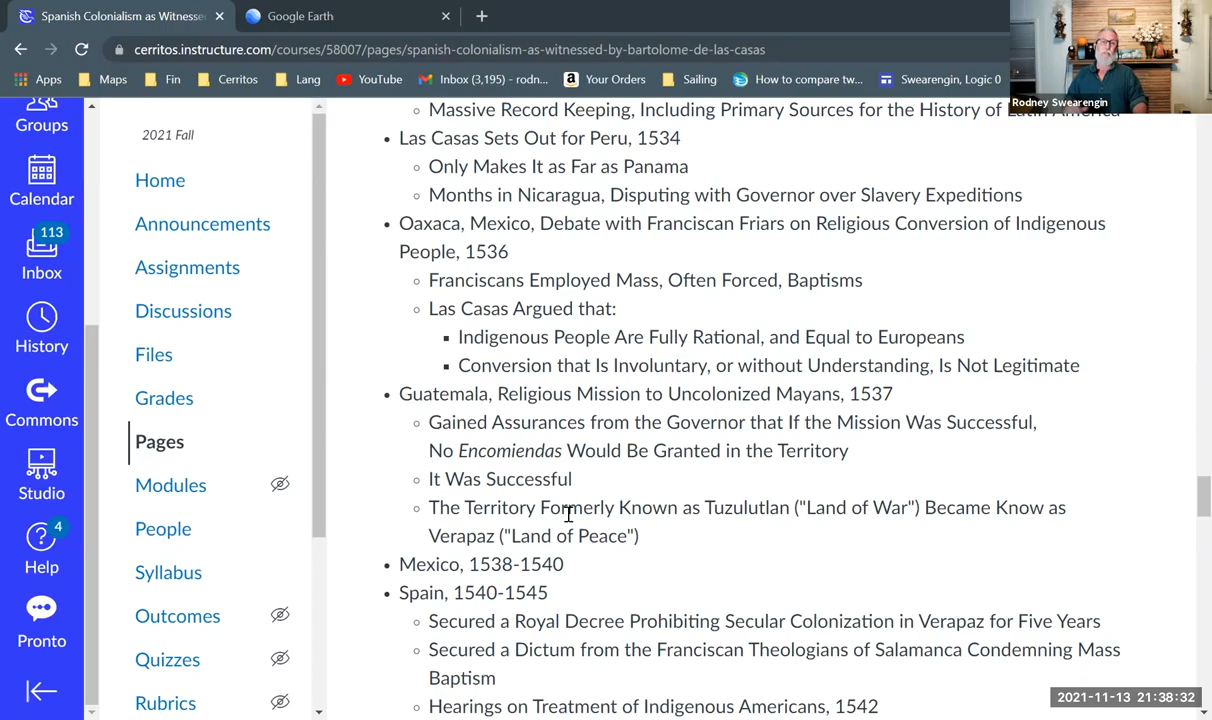 Spanish Colonialism as Witnesse
Google Earth
cerritos.instructure.com/courses/58007/pages/spanish-colonialism-as-witnessed-by-bartolome-de-las-casas
Apps
Maps
Fin
Cerritos
Lang
YouTube
Inbox (3,195) - rodn...
Your Orders
Sailing
How to compare tw...
Swearengin, Logic 0
Rodney Swearengin
Groups
Calendar
113
Inbox
History
Commons
Studio
4
Help
Pronto
2021 Fall
Home
Announcements
Assignments
Discussions
Files
Grades
Pages
Modules
People
Syllabus
Outcomes
Quizzes
Rubrics
Massive Record Keeping, Including Primary Sources for the History of Latin America
Las Casas Sets Out for Peru, 1534
Only Makes It as Far as Panama
Months in Nicaragua, Disputing with Governor over Slavery Expeditions
Oaxaca, Mexico, Debate with Franciscan Friars on Religious Conversion of Indigenous
People, 1536
Franciscans Employed Mass, Often Forced, Baptisms
Las Casas Argued that:
Indigenous People Are Fully Rational, and Equal to Europeans
Conversion that Is Involuntary, or without Understanding, Is Not Legitimate
Guatemala, Religious Mission to Uncolonized Mayans, 1537
Gained Assurances from the Governor that If the Mission Was Successful,
No Encomiendas Would Be Granted in the Territory
It Was Successful
The Territory Formerly Known as Tuzulutlan ("Land of War") Became Know as
Verapaz ("Land of Peace")
Mexico, 1538-1540
Spain, 1540-1545
Secured a Royal Decree Prohibiting Secular Colonization in Verapaz for Five Years
Secured a Dictum from the Franciscan Theologians of Salamanca Condemning Mass
Baptism
Hearings on Treatment of Indigenous Americans, 1542
2021-11-13 21:38:32